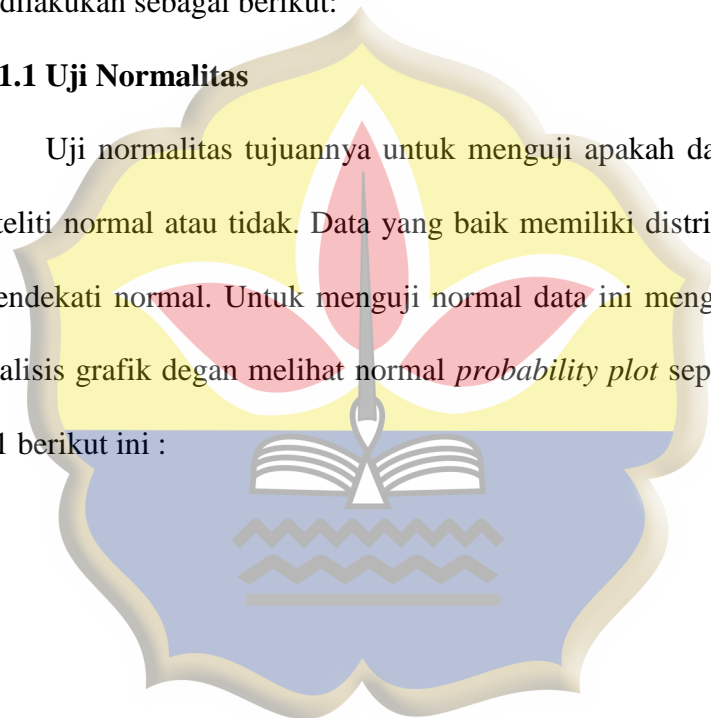 dilakukan sebagai berikut:
1.1 Uji Normalitas
Uji normalitas tujuannya untuk menguji apakah da
teliti normal atau tidak. Data yang baik memiliki distri
endekati normal. Untuk menguji normal data ini meng
alisis grafik degan melihat normal probability plot sep
1 berikut ini :